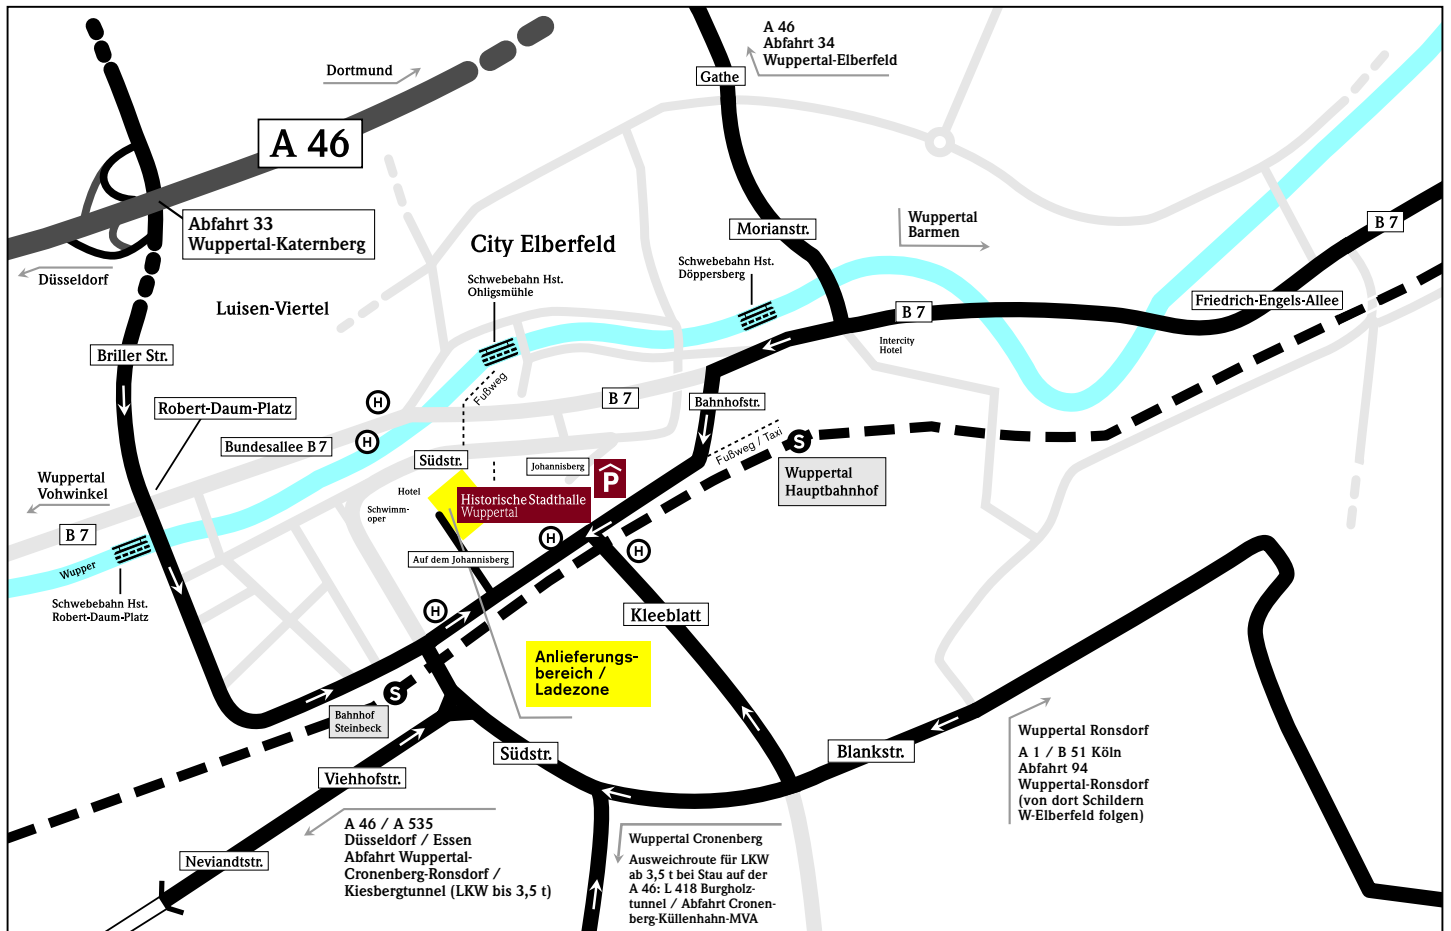 A 46
Abfahrt 34
Wuppertal-Elberfeld
Dortmund
Gathe
A 46
Abfahrt 33
Wuppertal-Katernberg
Düsseldorf
City Elberfeld
Morianstr.
Wuppertal
Barmen
B 7
Schwebebahn Hst.
Döppersberg
Schwebebahn Hst.
Ohligsmühle
Luisen-Viertel
Friedrich-Engels-Allee
B 7
Intercity
Hotel
Briller Str.
Fußweg
B 7
Bahnhofstr.
Robert-Daum-Platz
H
H
Bundesallee B 7
Fußweg / Taxi
S
Südstr.
Johannisberg
P
Wuppertal
Hauptbahnhof
Wuppertal
Vohwinkel
Hotel
Schwimm-
oper
Historische Stadthalle
Wuppertal
B 7
H
H
Auf dem Johannisberg
Wupper
Schwebebahn Hst.
Robert-Daum-Platz
H
Kleeblatt
Anlieferungs-
bereich /
Ladezone
S
Bahnhof
Steinbeck
Südstr.
Blankstr.
Wuppertal Ronsdorf
A 1 / B 51 Köln
Abfahrt 94
Wuppertal-Ronsdorf
(von dort Schildern
W-Elberfeld folgen)
Viehhofstr.
A 46 / A 535
Düsseldorf / Essen
Abfahrt Wuppertal-
Cronenberg-Ronsdorf /
Kiesbergtunnel (LKW bis 3,5 t)
Neviandtstr.
Wuppertal Cronenberg
Ausweichroute für LKW
ab 3,5 t bei Stau auf der
A 46: L 418 Burgholz-
tunnel / Abfahrt Cronen-
berg-Küllenhahn-MVA